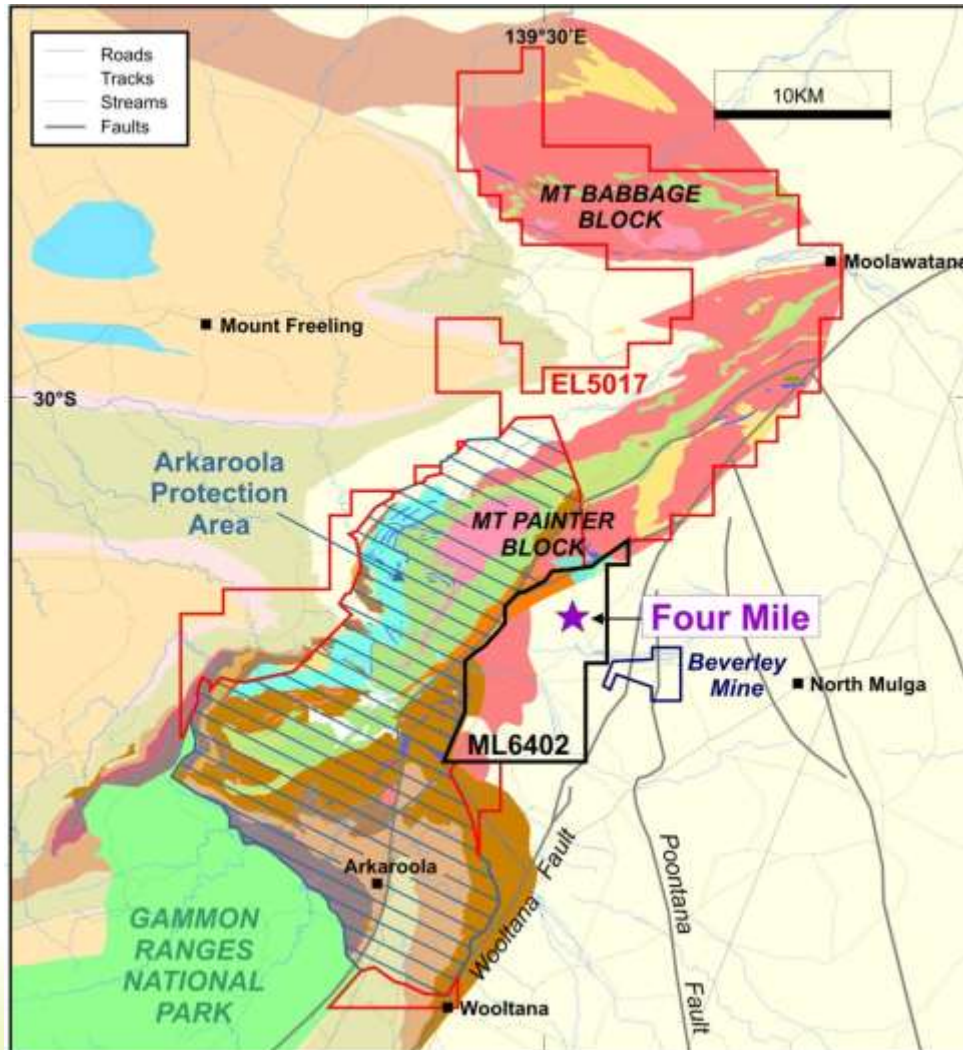 Roads
Tracks
Streams
Faults
139°30´E
10KM
MT BABBAGE
BLOCK
Moolawatana
Mount Freeling
EL5017
30°S
Arkaroola
Protection
Area
MT PAINTER
BLOCK
Four Mile
Beverley
Mine
North Mulga
ML6402
Arkaroola
Wooltana Fault
Poontana
Fault
GAMMON
RANGES
NATIONAL
PARK
Wooltana